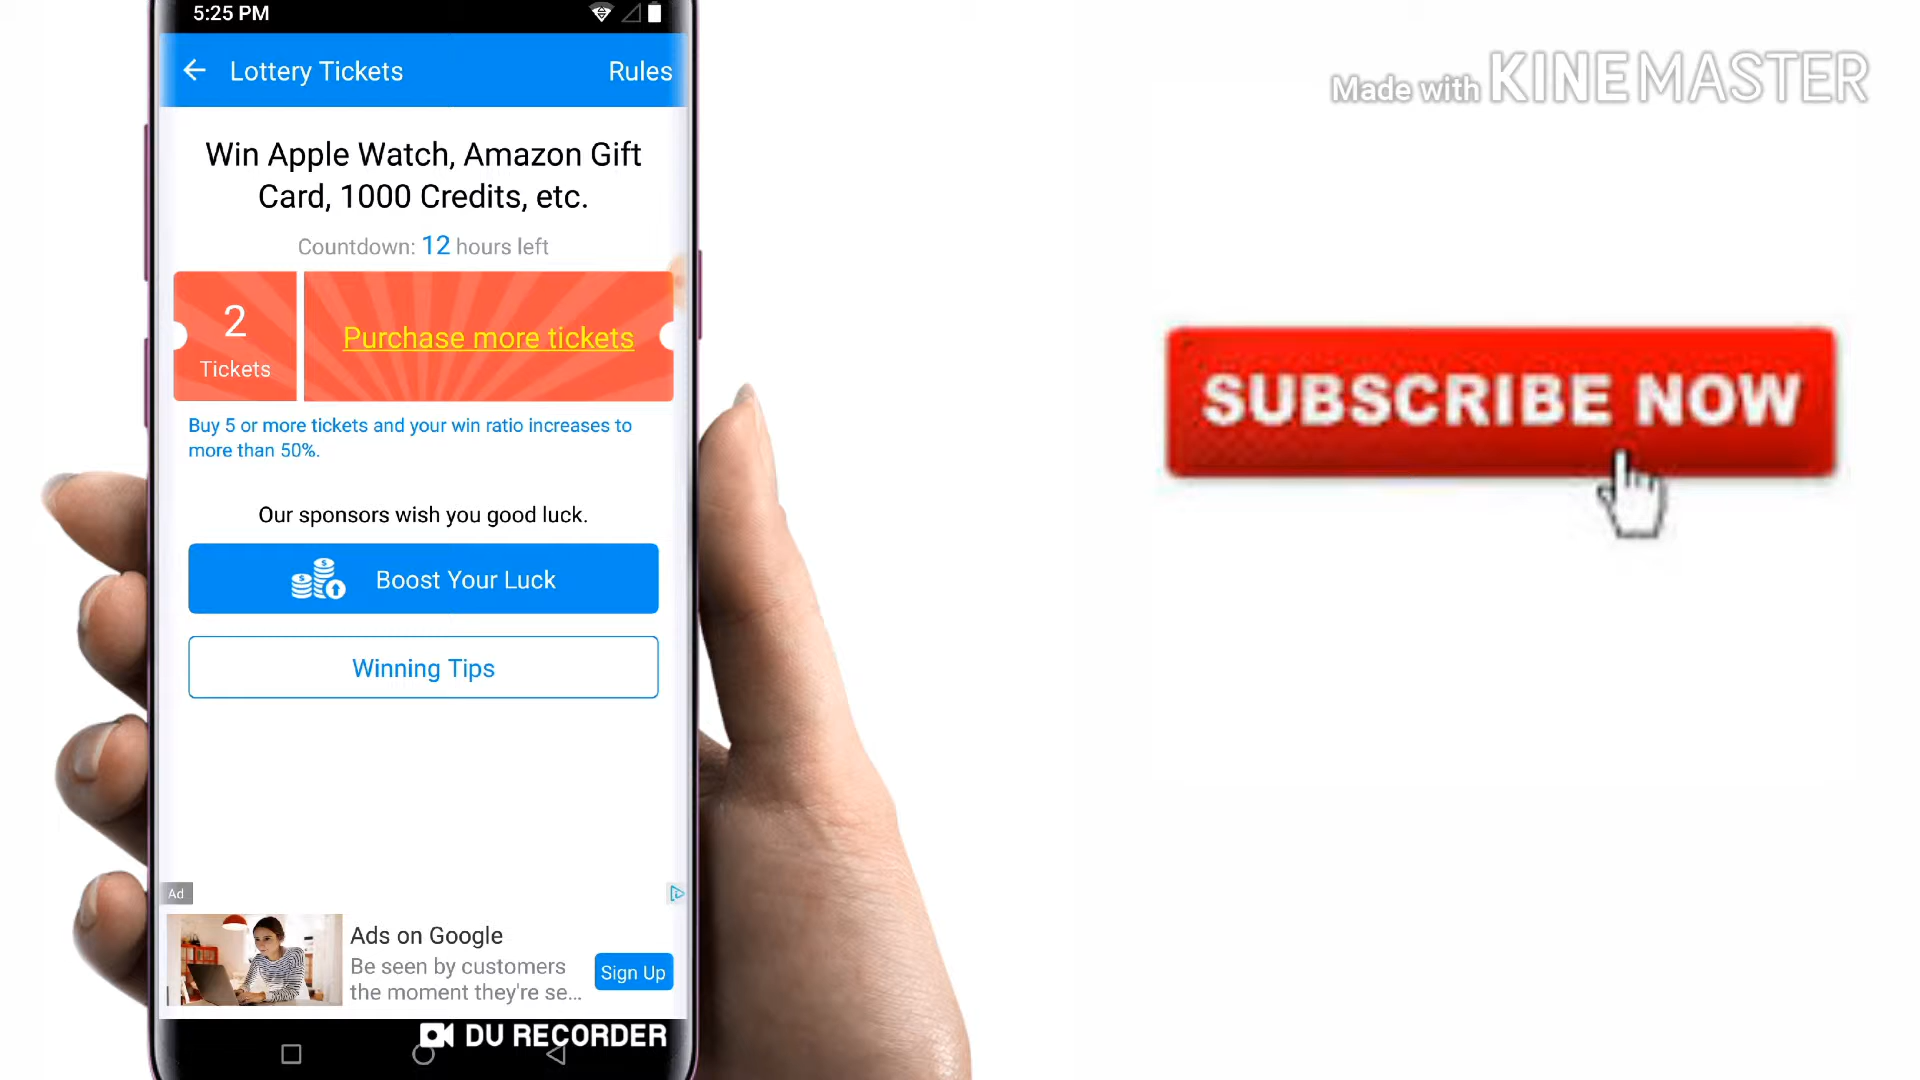 5:25 PM
Lottery Tickets
Rules
Win Apple Watch, Amazon Gift
Card, 1000 Credits, etc.
Countdown: 12 hours left
2
Tickets
Purchase more tickets
Buy 5 or more tickets and your win ratio increases to
more than 50%.
Our sponsors wish you good luck.
Boost Your Luck
Winning Tips
Ad
Ads on Google
Be seen by customers
the moment they're se...
Sign Up
DU RECORDER
Made with KINEMASTER
SUBSCRIBE NOW